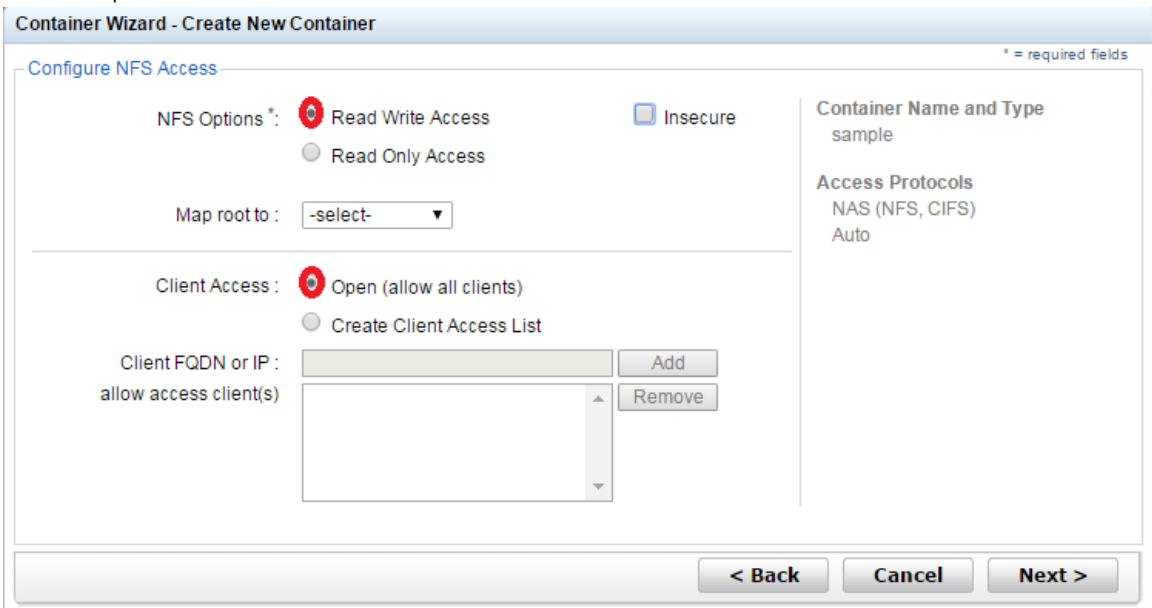 Container Wizard - Create New Container
* = required fields
Configure NFS Access
NFS Options *: Read Write Access Insecure
Read Only Access
Map root to : -select-
Client Access : Open (allow all clients)
Create Client Access List
Client FQDN or IP : Add
allow access client(s) Remove
Container Name and Type
sample
Access Protocols
NAS (NFS, CIFS)
Auto
< Back Cancel Next >